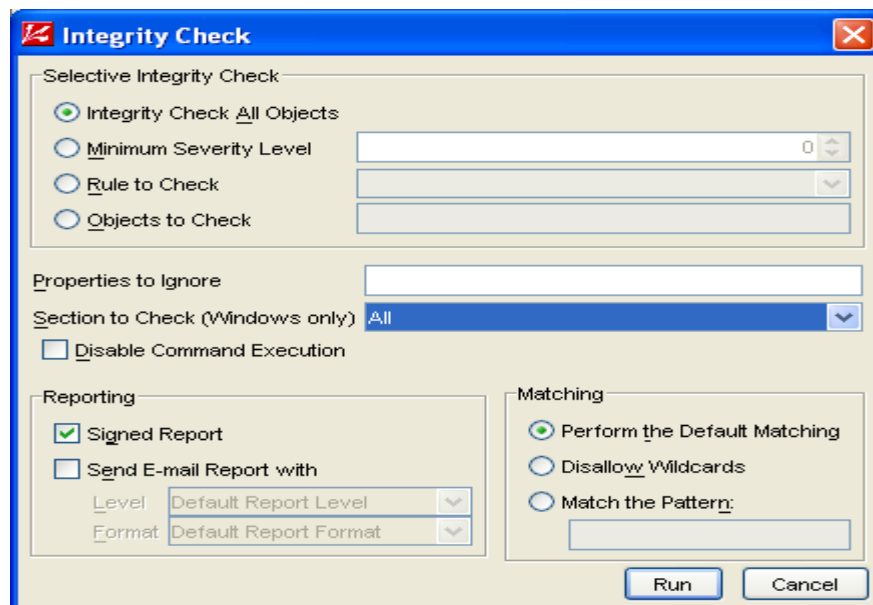 Integrity Check
Selective Integrity Check
Integrity Check All Objects
Minimum Severity Level 0
Rule to Check
Objects to Check
Properties to Ignore
Section to Check (Windows only) All
Disable Command Execution
Reporting
Signed Report
Send E-mail Report with
Level Default Report Level
Format Default Report Format
Matching
Perform the Default Matching
Disallow Wildcards
Match the Pattern:
Run Cancel